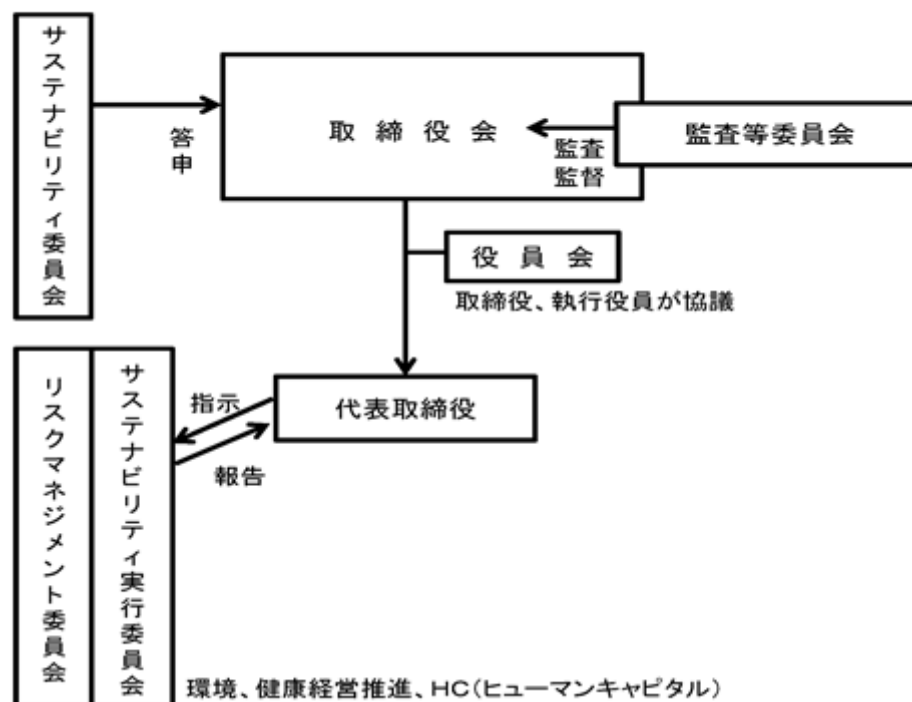 サステナビリティ委員会
答申
取締役会
監査
監督
監査等委員会
役員会
取締役、執行役員が協議
代表取締役
指示
報告
リスクマネジメント委員会
サステナビリティ実行委員会
環境、健康経営推進、HC(ヒューマンキャピタル)